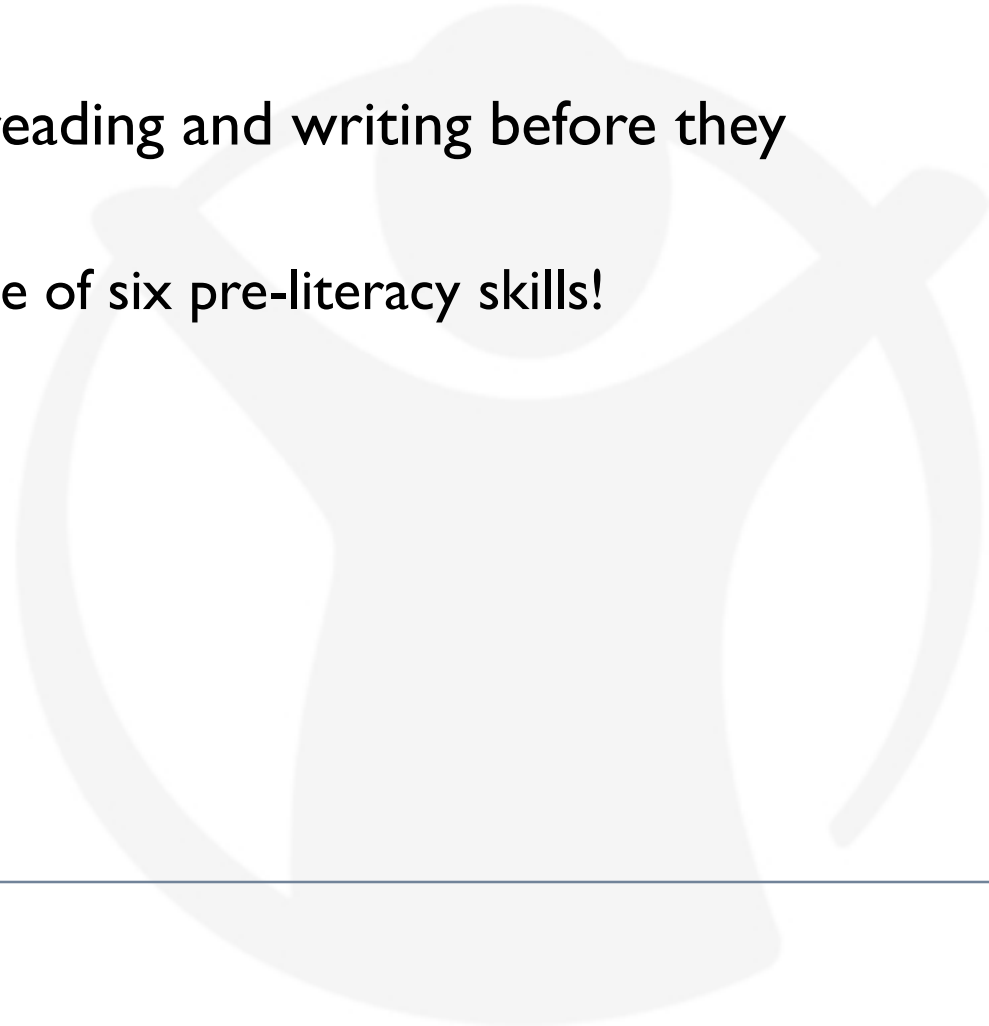 eading and writing before they
e of six pre-literacy skills!